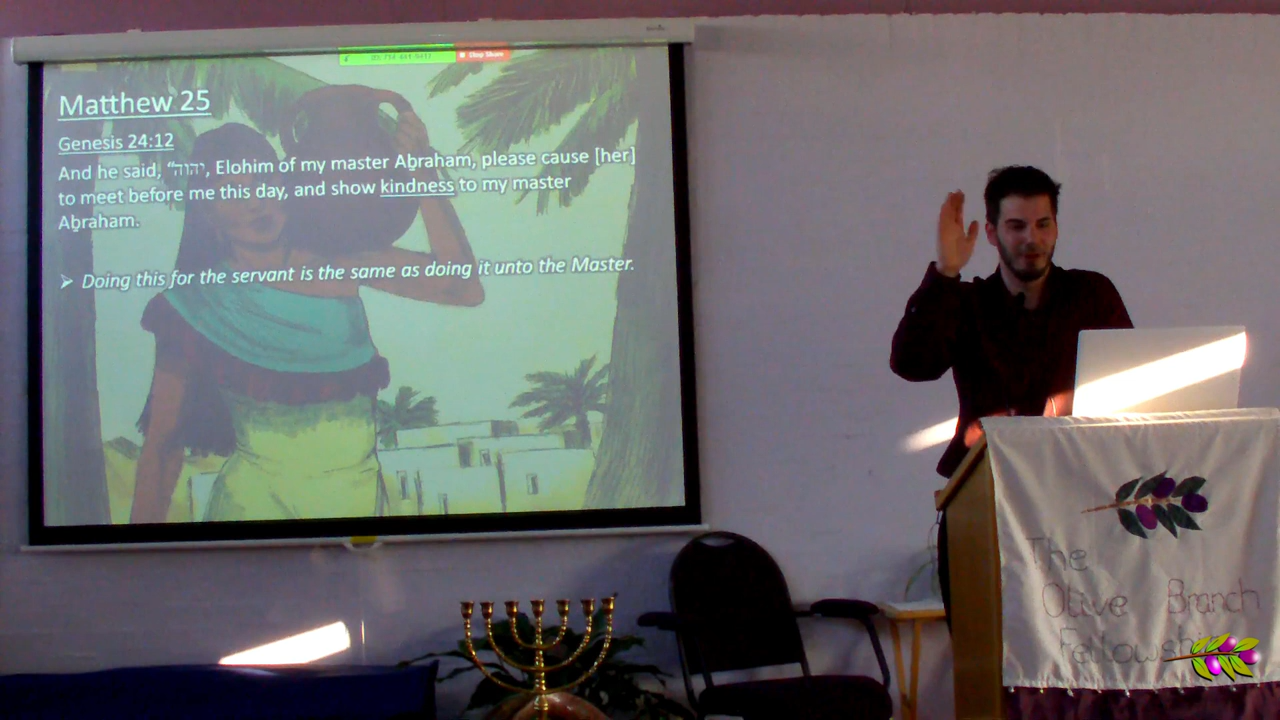 Stop Share
Matthew 25
Genesis 24:12
And he said, “יהוה, Elohim of my master Aḇraham, please cause [her]
to meet before me this day, and show kindness to my master
Aḇraham.
➢ Doing this for the servant is the same as doing it unto the Master.
The
Olive Branch
Fellowship